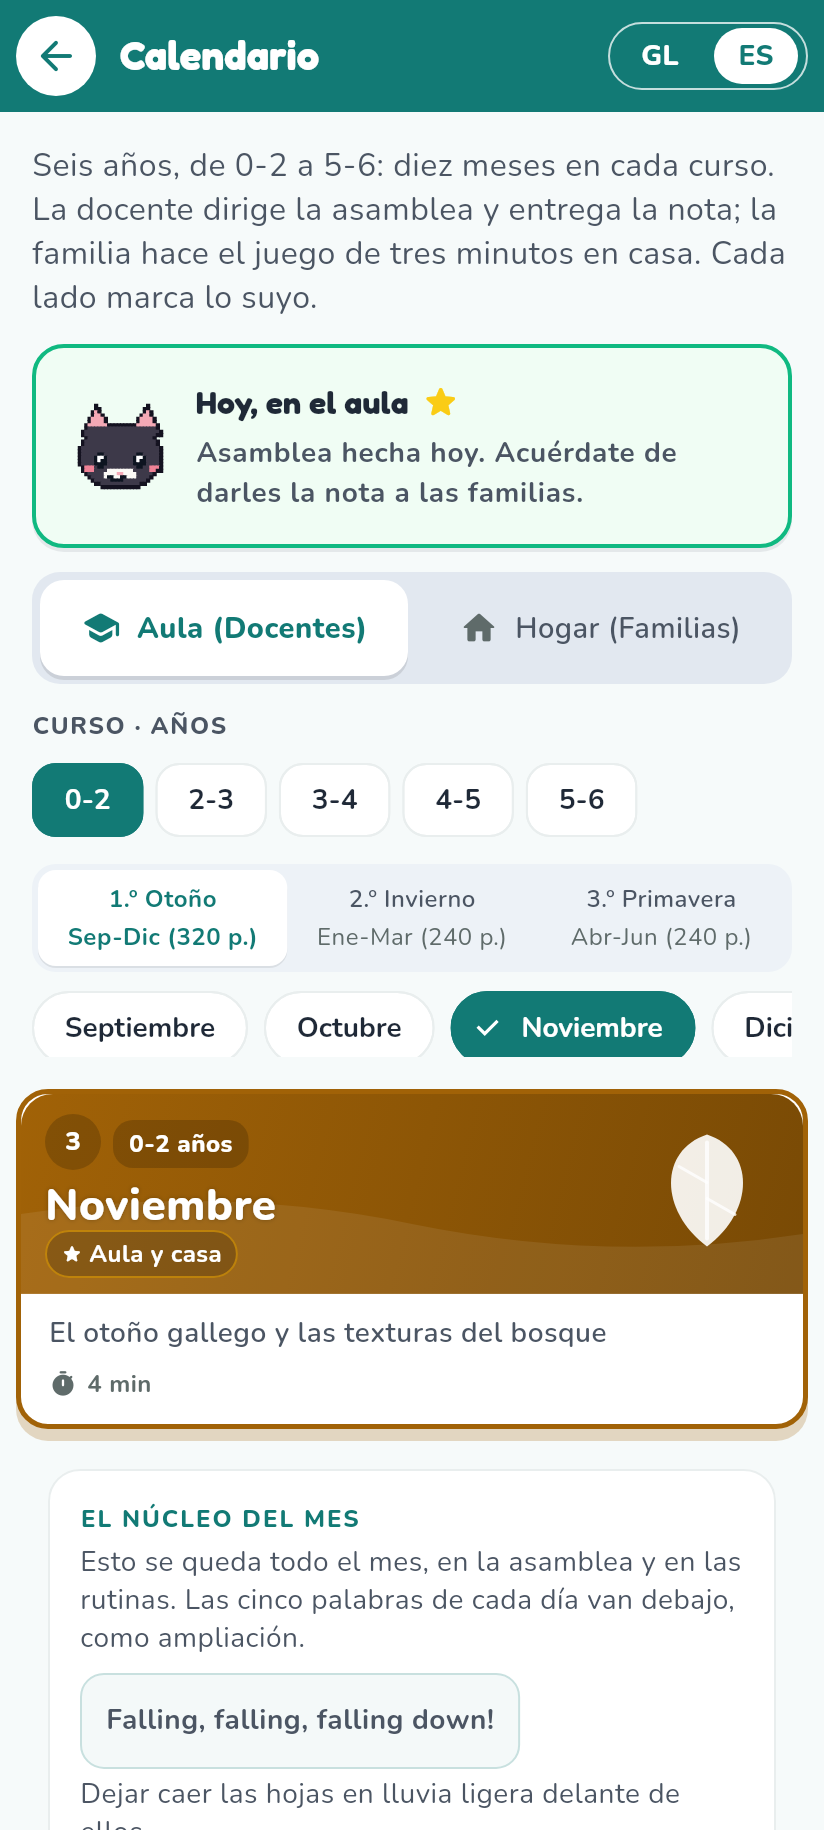 Calendario
GL ES
Seis años, de 0-2 a 5-6: diez meses en cada curso.
La docente dirige la asamblea y entrega la nota; la
familia hace el juego de tres minutos en casa. Cada
lado marca lo suyo.
Hoy, en el aula
Asamblea hecha hoy. Acuérdate de
darles la nota a las familias.
Aula (Docentes) Hogar (Familias)
CURSO · AÑOS
0-2 2-3 3-4 4-5 5-6
1.º Otoño 2.º Invierno 3.º Primavera
Sep-Dic (320 p.) Ene-Mar (240 p.) Abr-Jun (240 p.)
Septiembre Octubre Noviembre Dici
3 0-2 años
Noviembre
Aula y casa
El otoño gallego y las texturas del bosque
4 min
EL NÚCLEO DEL MES
Esto se queda todo el mes, en la asamblea y en las
rutinas. Las cinco palabras de cada día van debajo,
como ampliación.
Falling, falling, falling down!
Dejar caer las hojas en lluvia ligera delante de